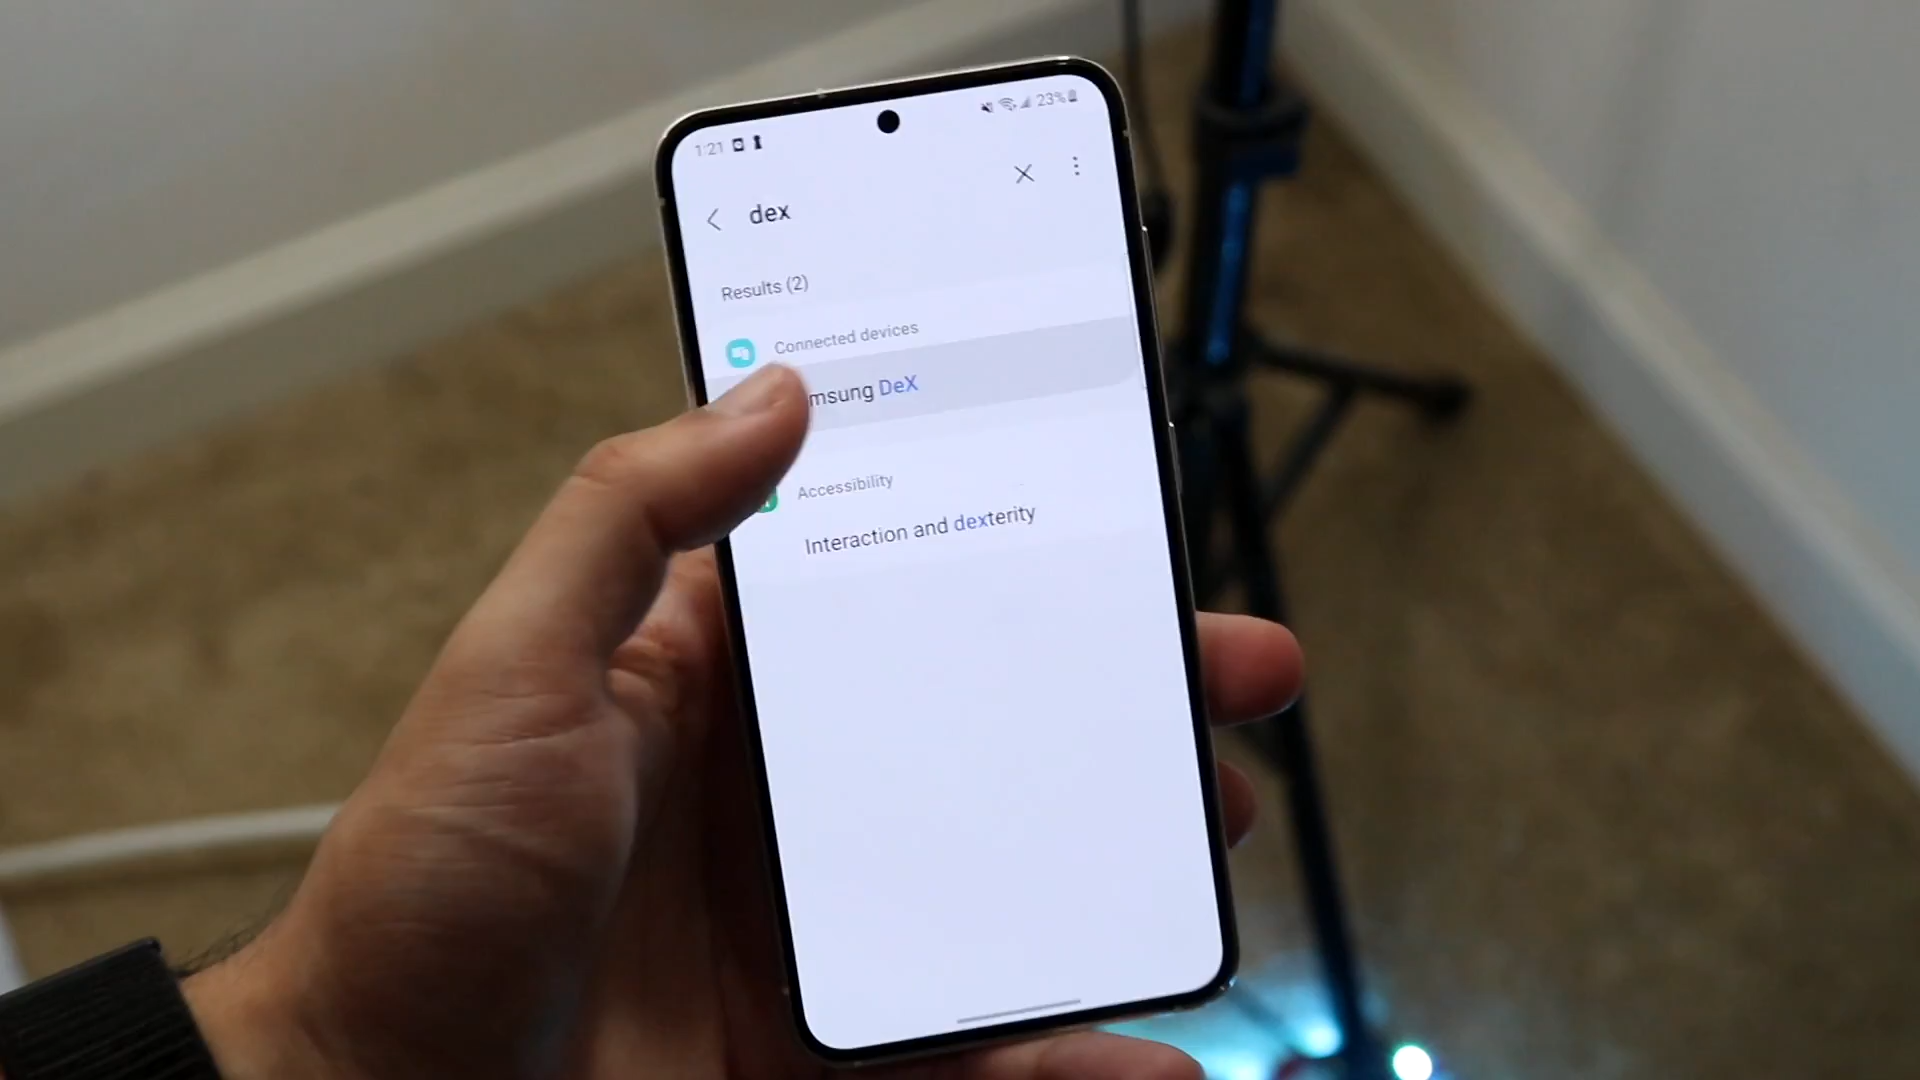 1:21 23%
dex
Results (2)
Connected devices
msung DeX
Accessibility
Interaction and dexterity